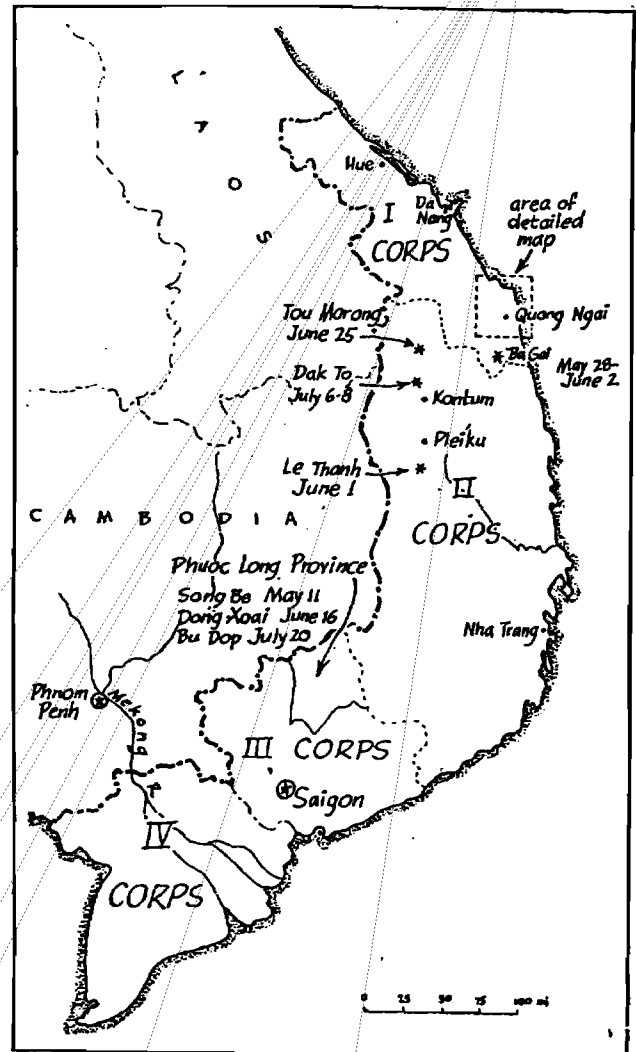 LAOS
Hue
Da
Nang
I
CORPS
area of
detailed
map
Quang Ngai
Tou Morong
June 25
Ba Gai
May 28-
June 2
Dak To
July 6-8
Kontum
Pleiku
Le Thanh
June 1
II
CORPS
CAMBODIA
Phuoc Long Province
Song Be May 11
Dong Xoai June 16
Bu Dop July 20
Nha Trang
Phnom
Penh
Mekong
R
III CORPS
Saigon
IV
CORPS
0 25 50 75 100 mi